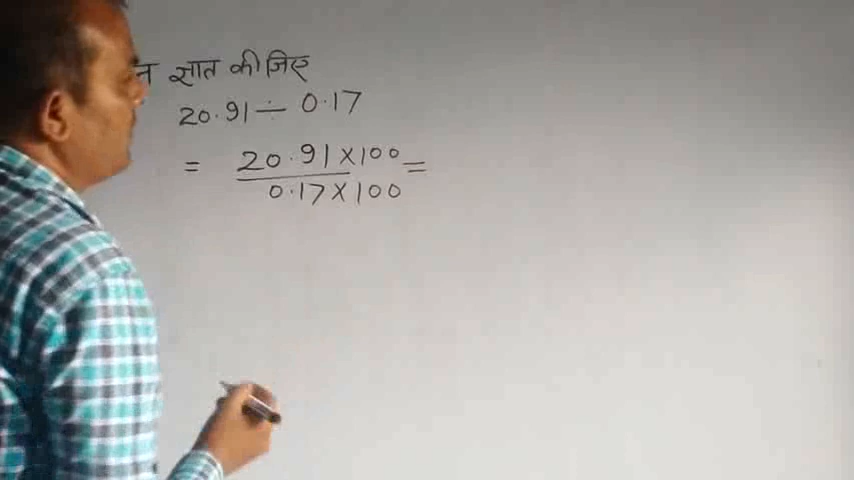 ज्ञात कीजिए
20.91 ÷ 0.17
= 20.91 X 100 =
0.17 X 100